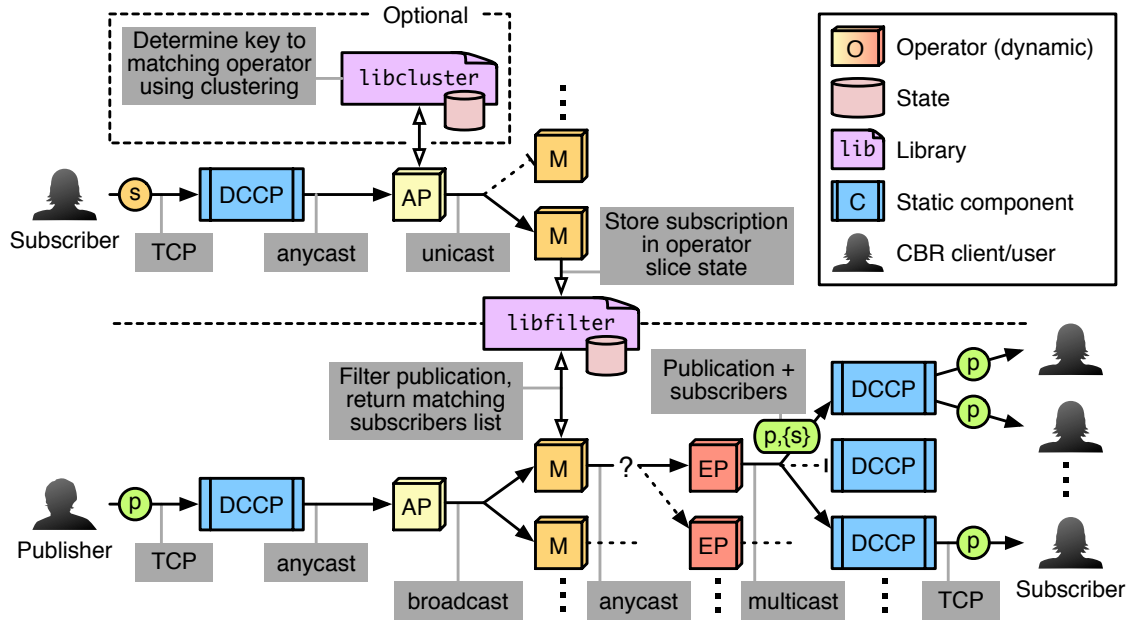 Optional
Determine key to
matching operator
using clustering
libcluster
M
s
DCCP
AP
M
Subscriber
TCP
anycast
unicast
Store subscription
in operator
slice state
O
Operator (dynamic)
State
lib
Library
C
Static component
CBR client/user
libfilter
Filter publication,
return matching
subscribers list
Publication +
subscribers
p,{s}
DCCP
p
p
DCCP
p
DCCP
AP
M
?
EP
Publisher
TCP
anycast
M
EP
DCCP
p
Subscriber
broadcast
anycast
multicast
TCP